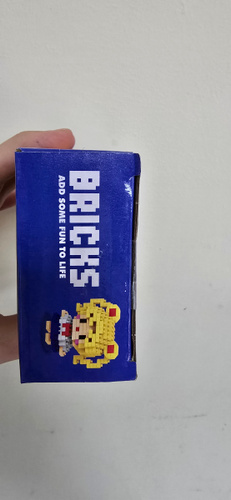 BRICKS
ADD SOME FUN TO LIFE